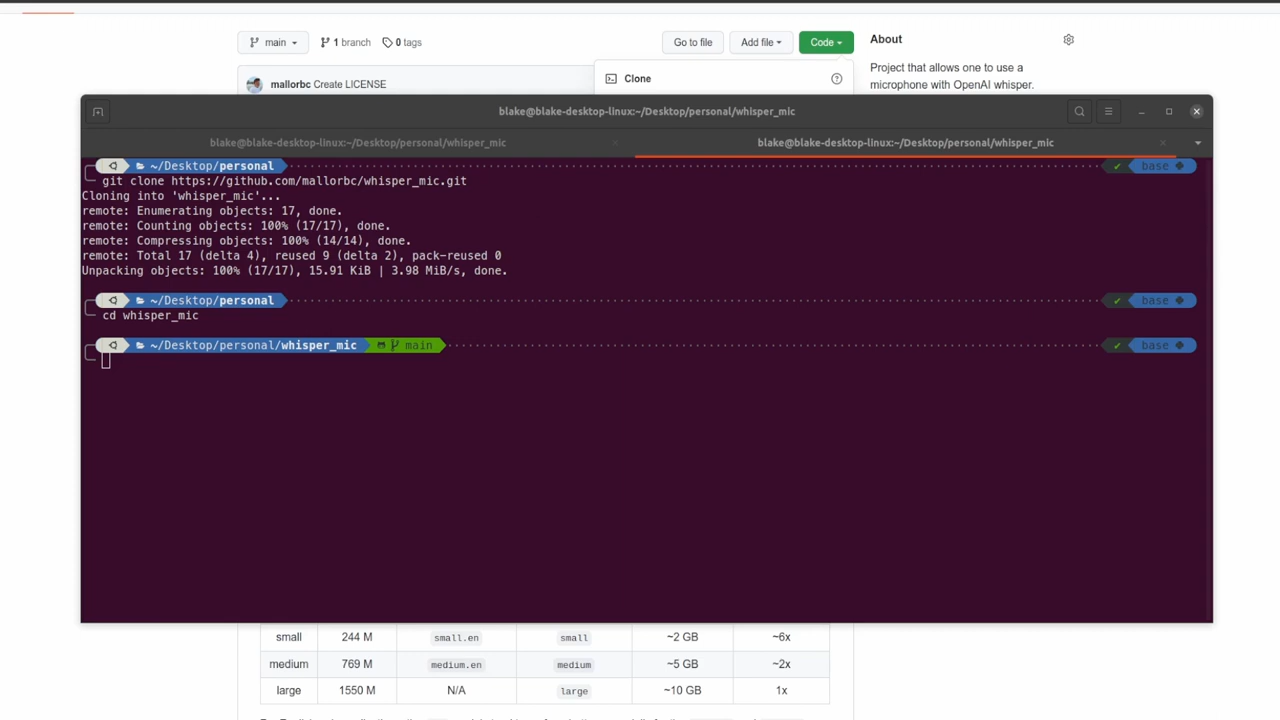 main
1 branch
0 tags
Go to file
Add file
Code
About
mallorbc Create LICENSE
Clone
Project that allows one to use a
microphone with OpenAI whisper.
blake@blake-desktop-linux:~/Desktop/personal/whisper_mic
blake@blake-desktop-linux:~/Desktop/personal/whisper_mic
blake@blake-desktop-linux:~/Desktop/personal/whisper_mic
~/Desktop/personal base
git clone https://github.com/mallorbc/whisper_mic.git
Cloning into 'whisper_mic'...
remote: Enumerating objects: 17, done.
remote: Counting objects: 100% (17/17), done.
remote: Compressing objects: 100% (14/14), done.
remote: Total 17 (delta 4), reused 9 (delta 2), pack-reused 0
Unpacking objects: 100% (17/17), 15.91 KiB | 3.98 MiB/s, done.
~/Desktop/personal base
cd whisper_mic
~/Desktop/personal/whisper_mic main base
small 244 M small.en small ~2 GB ~6x
medium 769 M medium.en medium ~5 GB ~2x
large 1550 M N/A large ~10 GB 1x